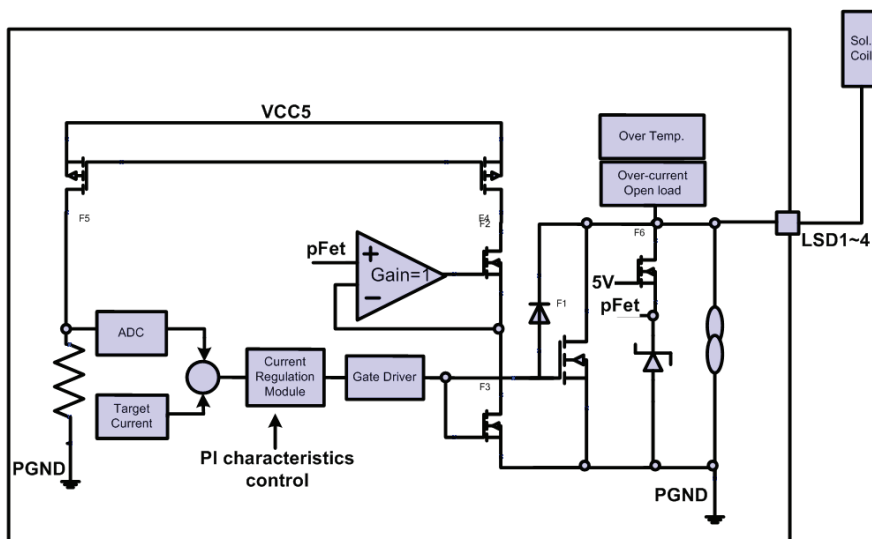 Sol.
Coil
VCC5
Over Temp.
Over-current
Open load
F5
F4
F2
F6
LSD1~4
pFet
+
Gain=1
−
5V
pFet
F1
ADC
Current
Regulation
Module
Gate Driver
F3
Target
Current
PI characteristics
control
PGND
PGND